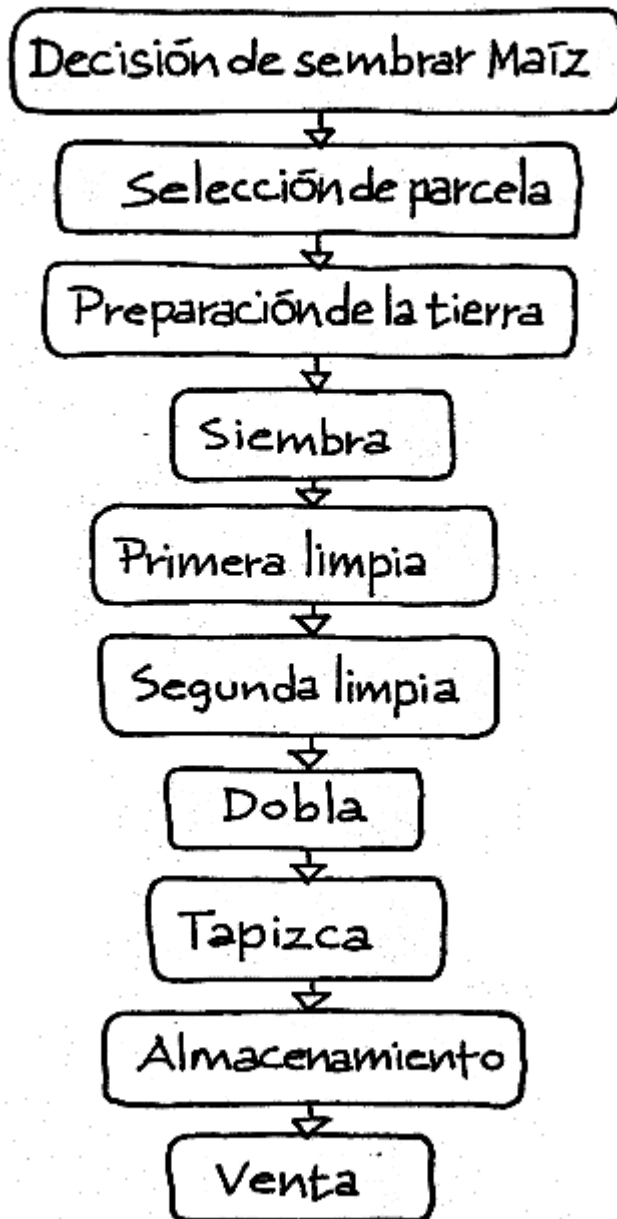 Decisión de sembrar Maíz
Selección de parcela
Preparación de la tierra
Siembra
Primera limpia
Segunda limpia
Dobla
Tapizca
Almacenamiento
Venta